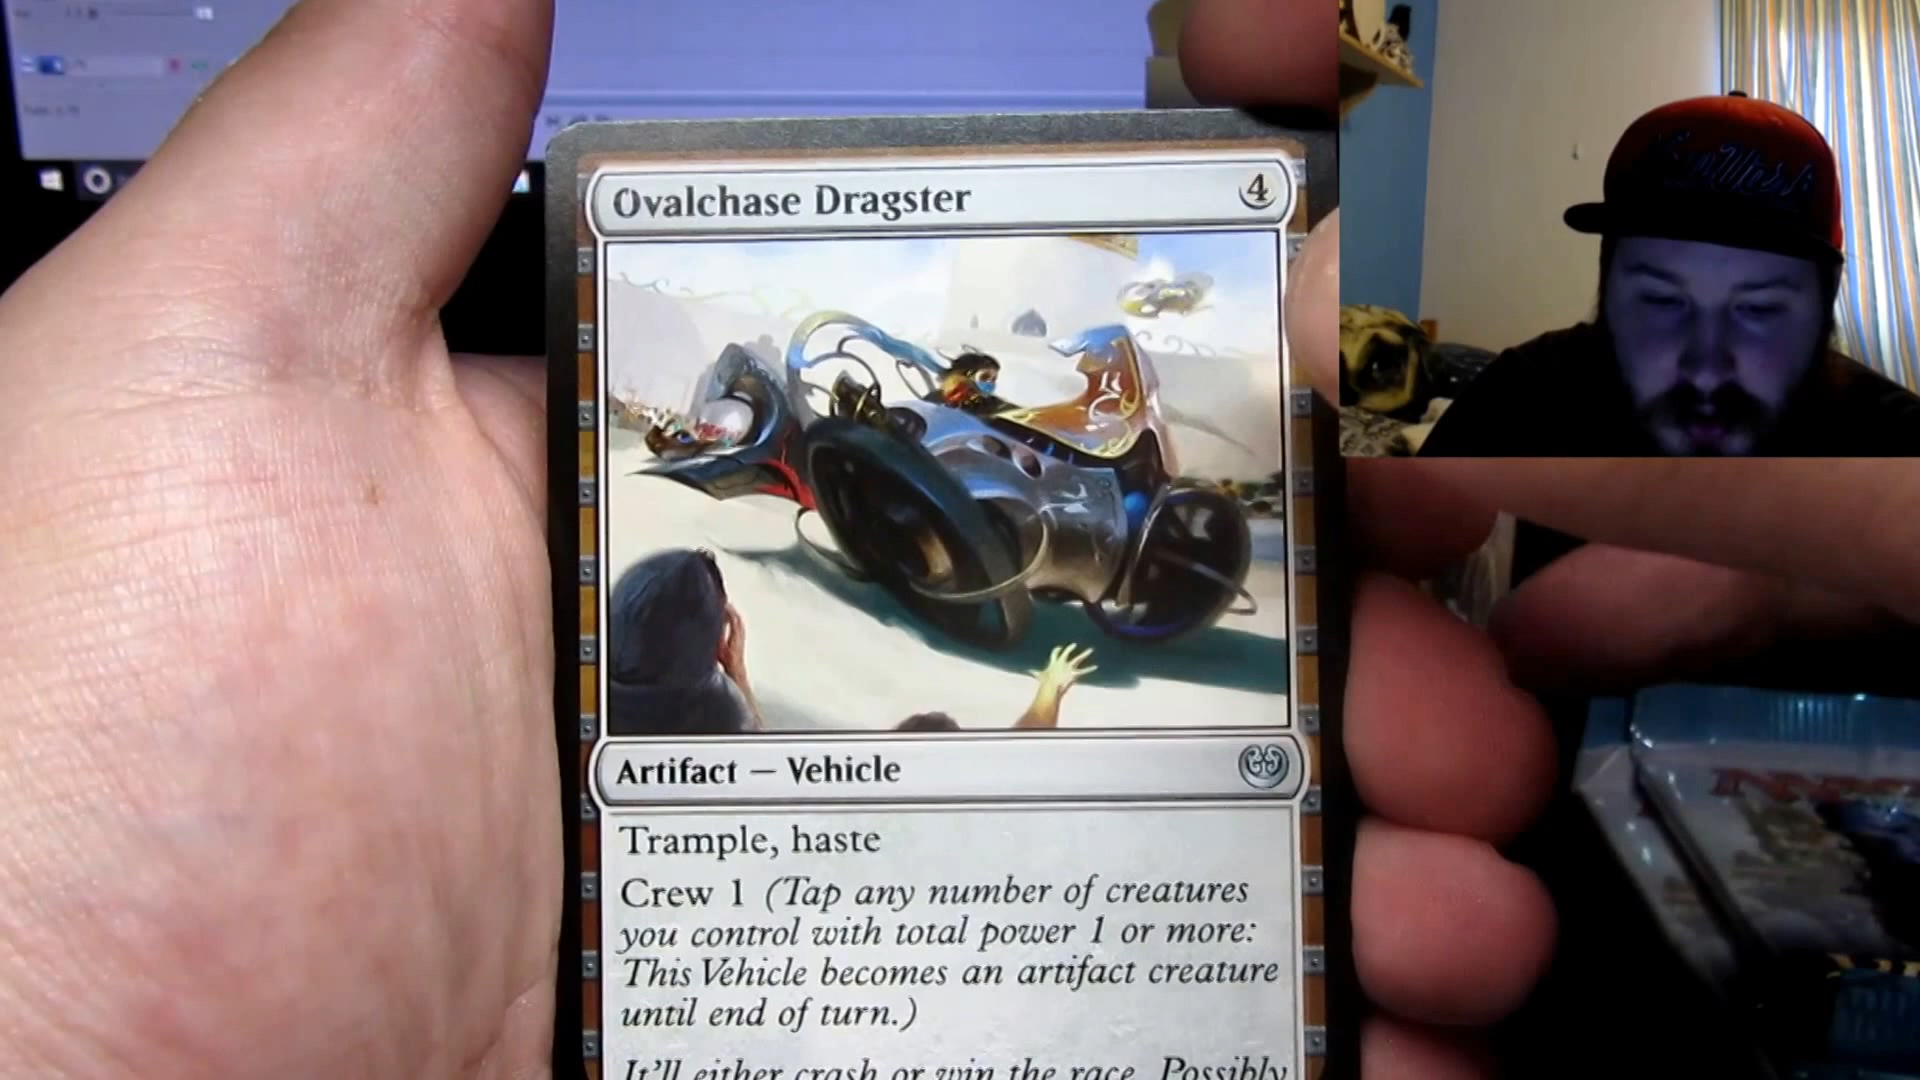 Ovalchase Dragster 4
Artifact — Vehicle
Trample, haste
Crew 1 (Tap any number of creatures
you control with total power 1 or more:
This Vehicle becomes an artifact creature
until end of turn.)
It'll either crash or win the race. Possibly